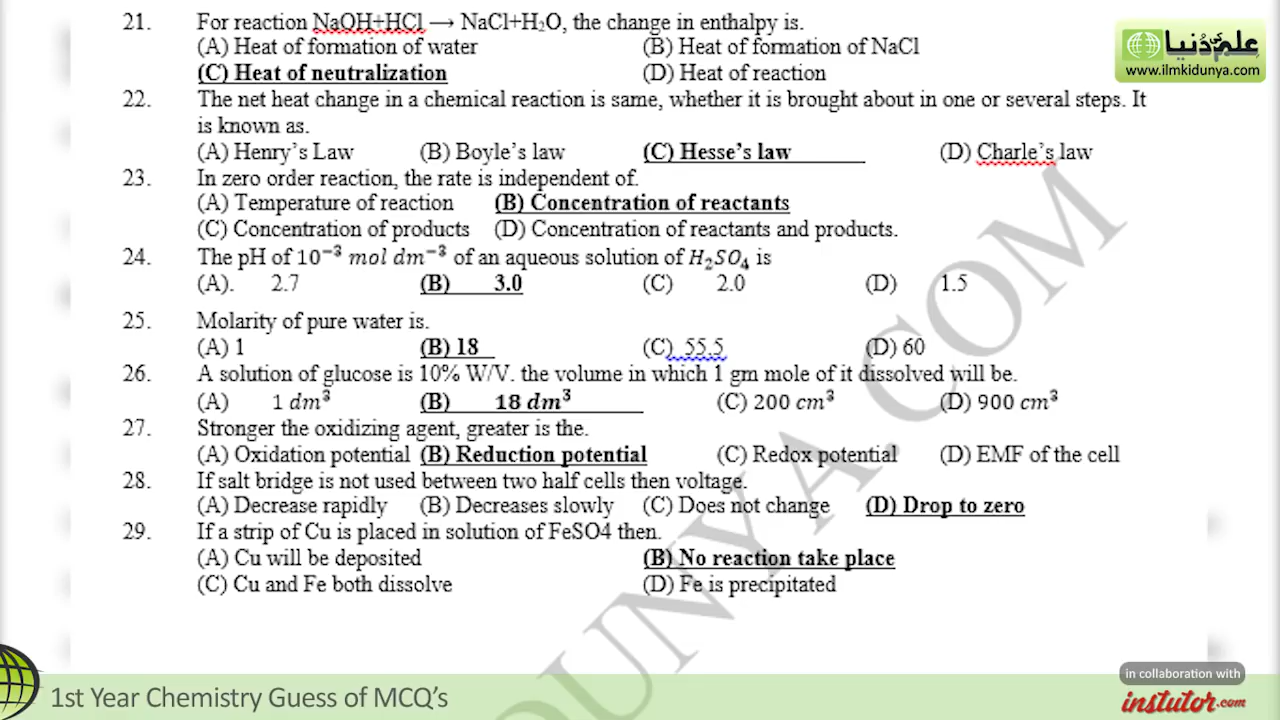 21. For reaction NaOH+HCl → NaCl+H₂O, the change in enthalpy is.
(A) Heat of formation of water (B) Heat of formation of NaCl
(C) Heat of neutralization (D) Heat of reaction
22. The net heat change in a chemical reaction is same, whether it is brought about in one or several steps. It
is known as.
(A) Henry's Law (B) Boyle's law (C) Hesse's law (D) Charle's law
23. In zero order reaction, the rate is independent of.
(A) Temperature of reaction (B) Concentration of reactants
(C) Concentration of products (D) Concentration of reactants and products.
24. The pH of 10⁻³ mol dm⁻³ of an aqueous solution of H₂SO₄ is
(A). 2.7 (B) 3.0 (C) 2.0 (D) 1.5
25. Molarity of pure water is.
(A) 1 (B) 18 (C) 55.5 (D) 60
26. A solution of glucose is 10% W/V. the volume in which 1 gm mole of it dissolved will be.
(A) 1 dm³ (B) 18 dm³ (C) 200 cm³ (D) 900 cm³
27. Stronger the oxidizing agent, greater is the.
(A) Oxidation potential (B) Reduction potential (C) Redox potential (D) EMF of the cell
28. If salt bridge is not used between two half cells then voltage.
(A) Decrease rapidly (B) Decreases slowly (C) Does not change (D) Drop to zero
29. If a strip of Cu is placed in solution of FeSO4 then.
(A) Cu will be deposited (B) No reaction take place
(C) Cu and Fe both dissolve (D) Fe is precipitated
علم کی دنیا
www.ilmkidunya.com
DUNYA.COM
1st Year Chemistry Guess of MCQ's
in collaboration with
instutor.com